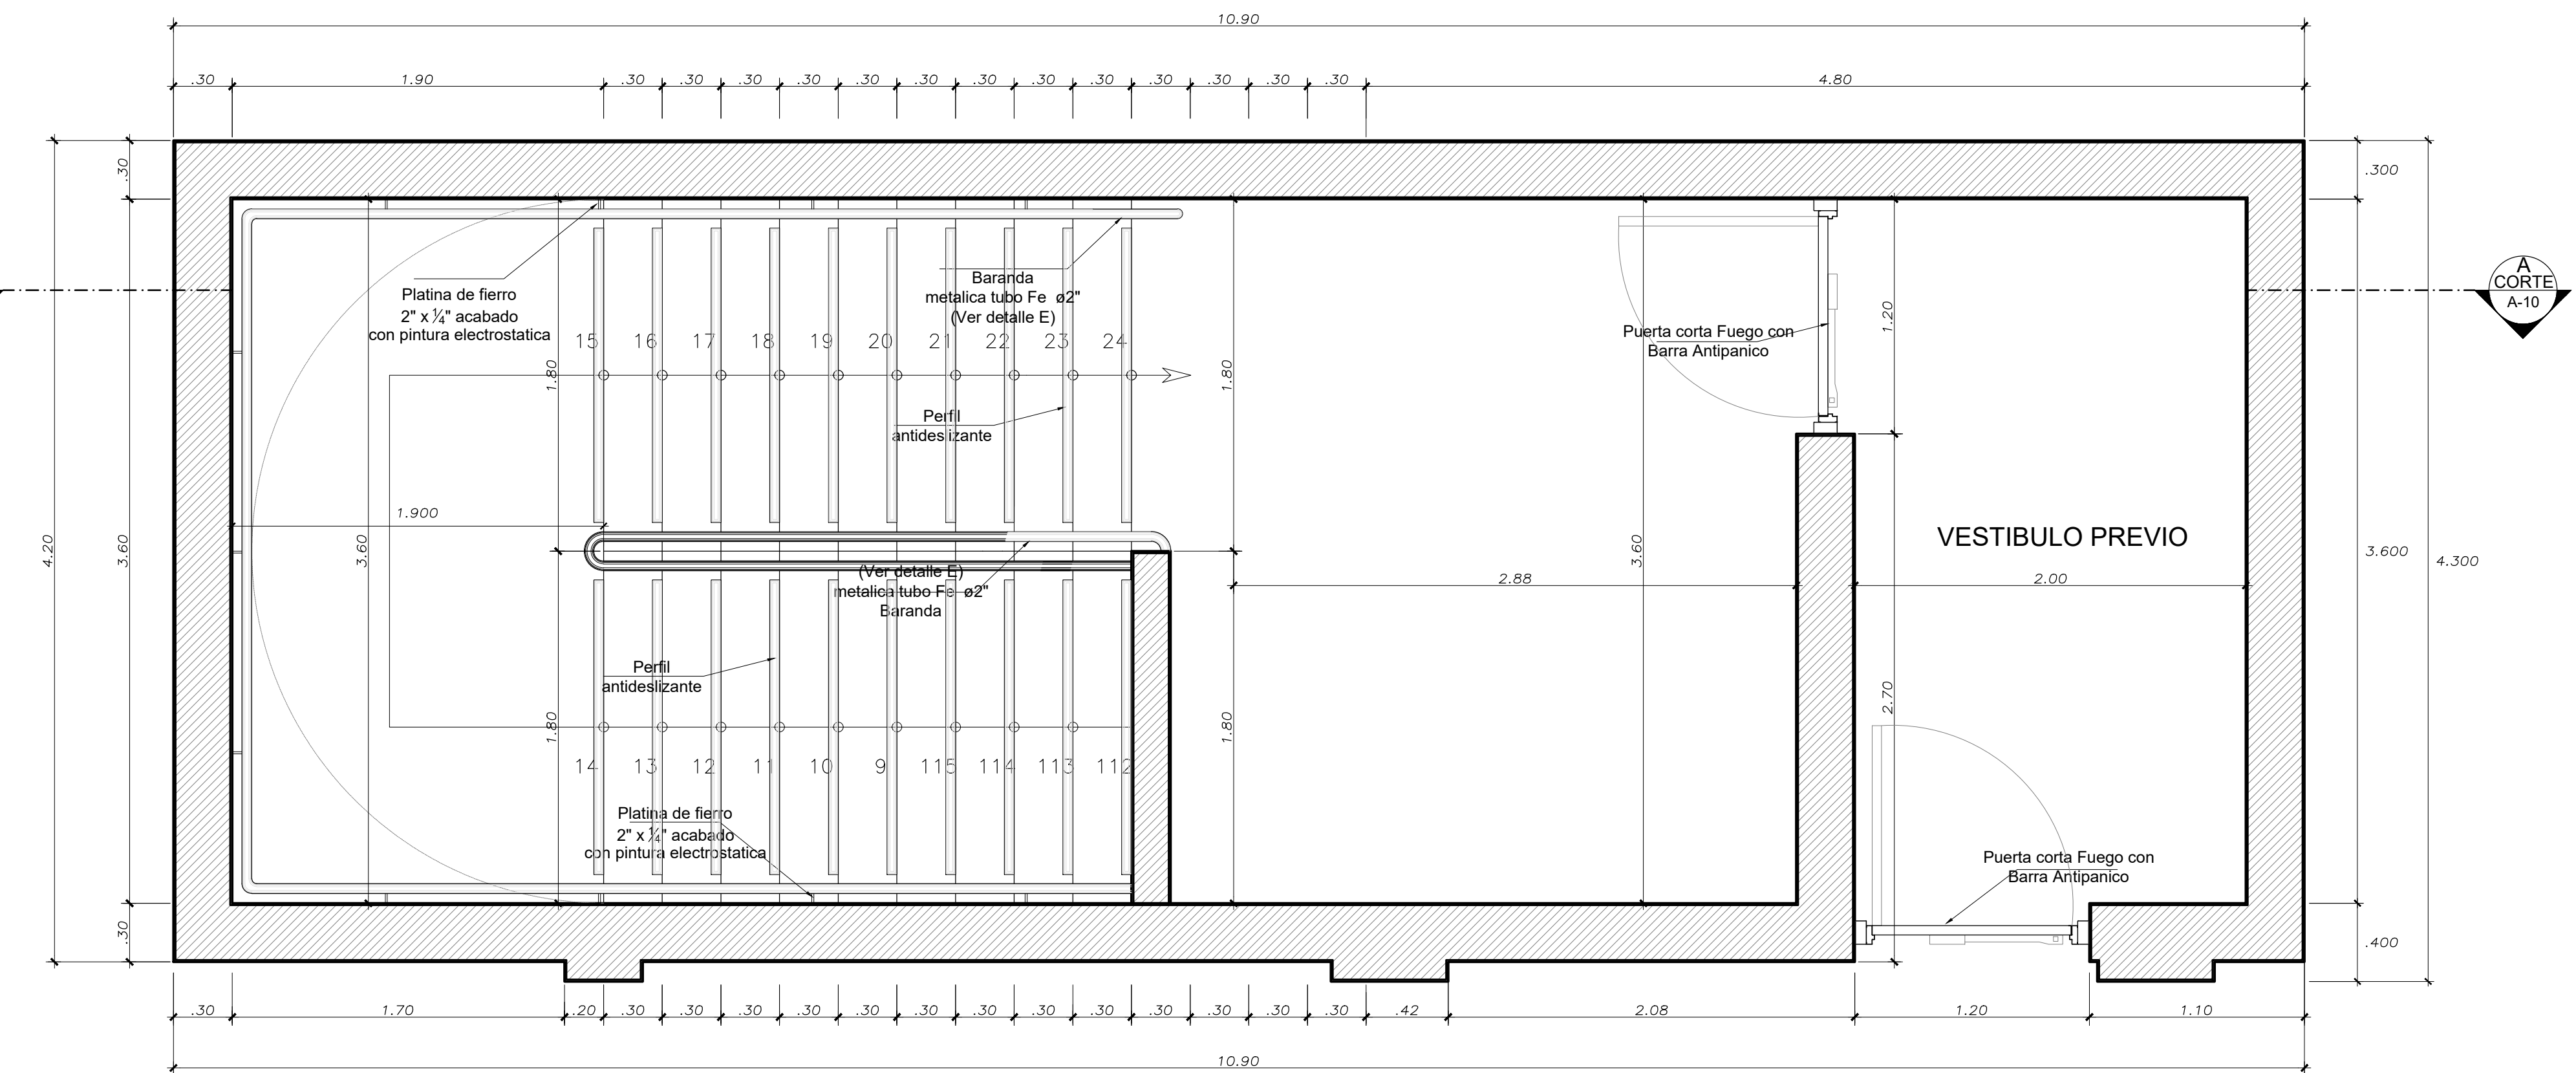 10.90
.30 1.90 .30 .30 .30 .30 .30 .30 .30 .30 .30 .30 .30 .30 .30 4.80
.30
.300
A
CORTE
A-10
Platina de fierro
2" x ¼" acabado
con pintura electrostatica
Baranda
metalica tubo Fe ø2"
(Ver detalle E)
Puerta corta Fuego con
Barra Antipanico
1.20
15 16 17 18 19 20 21 22 23 24
1.80
1.80
Perfil
antideslizante
1.900
4.20
3.60
3.60
3.60
VESTIBULO PREVIO
3.600
4.300
(Ver detalle E)
metalica tubo Fe ø2"
Baranda
2.88
2.00
Perfil
antideslizante
1.80
1.80
2.70
14 13 12 11 10 9 115 114 113 112
Platina de fierro
2" x ¼" acabado
con pintura electrostatica
Puerta corta Fuego con
Barra Antipanico
.30
.400
.30 1.70 .20 .30 .30 .30 .30 .30 .30 .30 .30 .30 .30 .30 .30 .30 .42 2.08 1.20 1.10
10.90